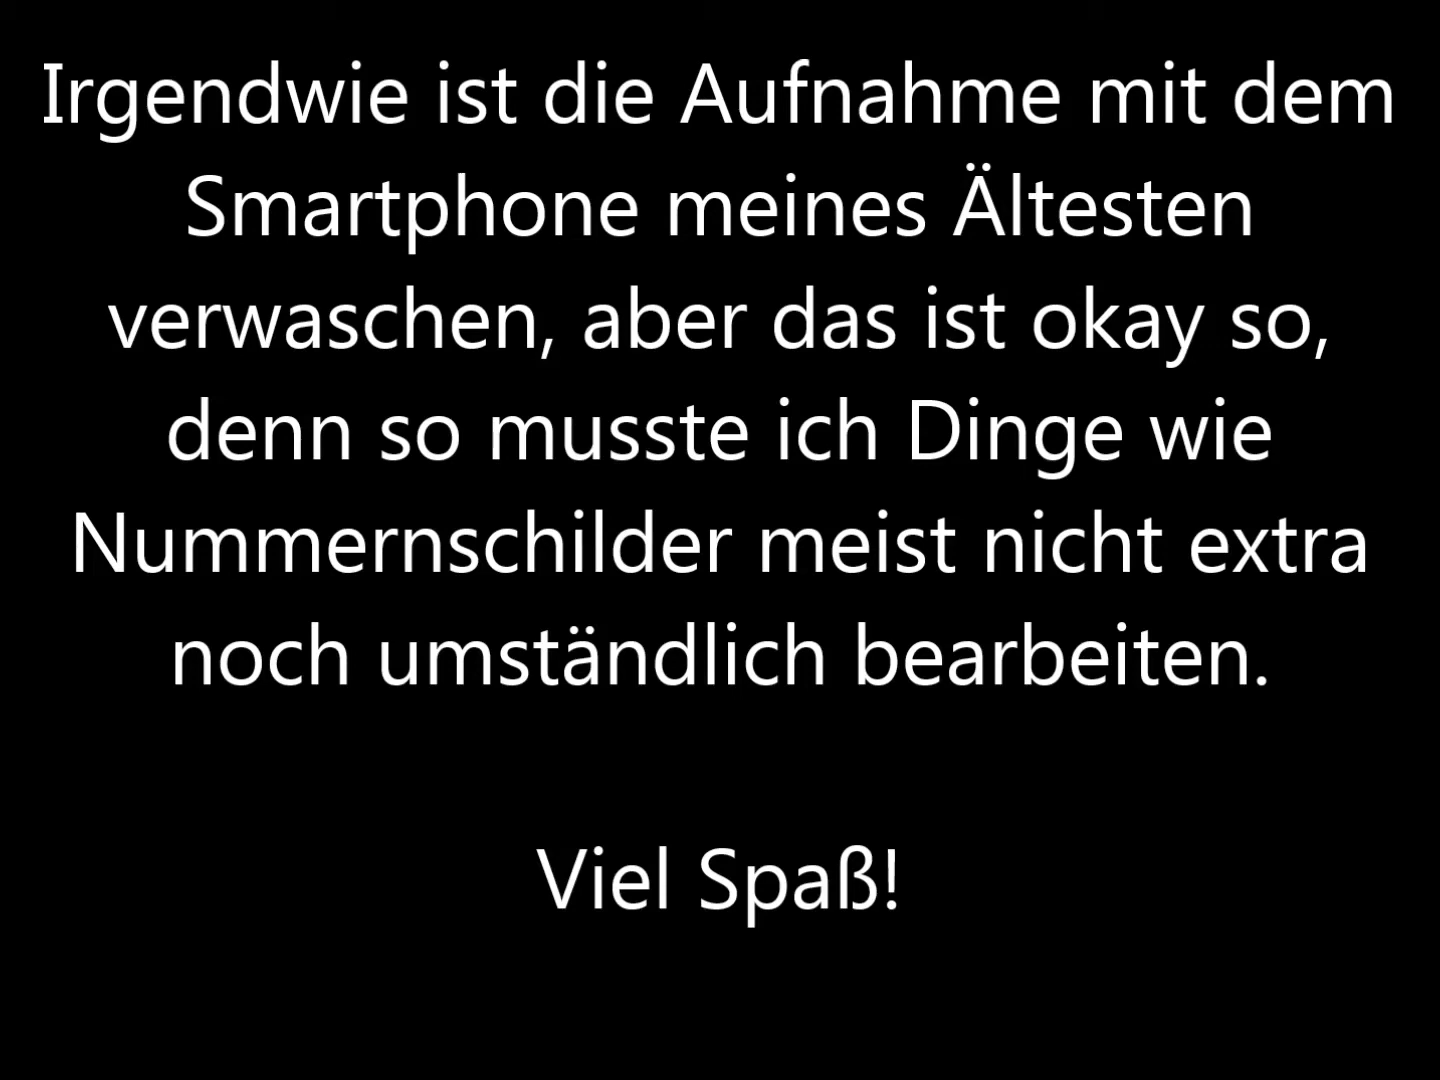 Irgendwie ist die Aufnahme mit dem
Smartphone meines Ältesten
verwaschen, aber das ist okay so,
denn so musste ich Dinge wie
Nummernschilder meist nicht extra
noch umständlich bearbeiten.
Viel Spaß!